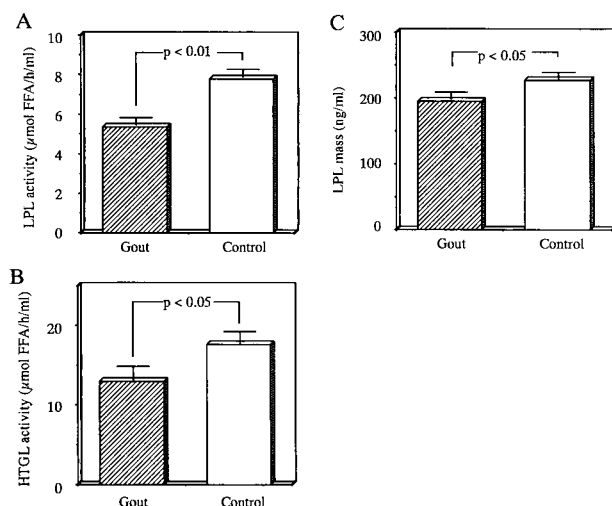 A
LPL activity (µmol FFA/h/ml)
10
8
6
4
2
0
p < 0.01
Gout Control
C
LPL mass (ng/ml)
300
200
100
0
p < 0.05
Gout Control
B
HTGL activity (µmol FFA/h/ml)
20
10
0
p < 0.05
Gout Control